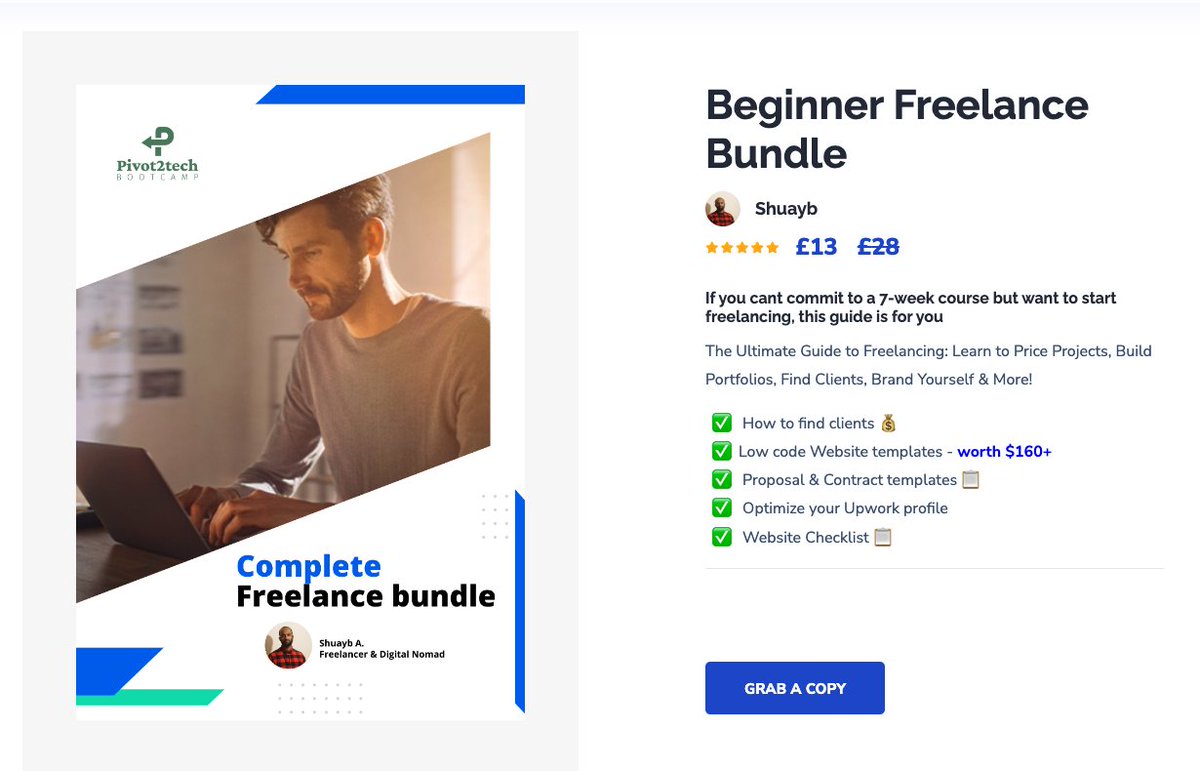 Pivot2tech
BOOTCAMP
Complete
Freelance bundle
Shuayb A.
Freelancer & Digital Nomad
Beginner Freelance
Bundle
Shuayb
£13 £28
If you cant commit to a 7-week course but want to start
freelancing, this guide is for you
The Ultimate Guide to Freelancing: Learn to Price Projects, Build
Portfolios, Find Clients, Brand Yourself & More!
✅ How to find clients 💰
✅ Low code Website templates - worth $160+
✅ Proposal & Contract templates 📋
✅ Optimize your Upwork profile
✅ Website Checklist 📋
GRAB A COPY